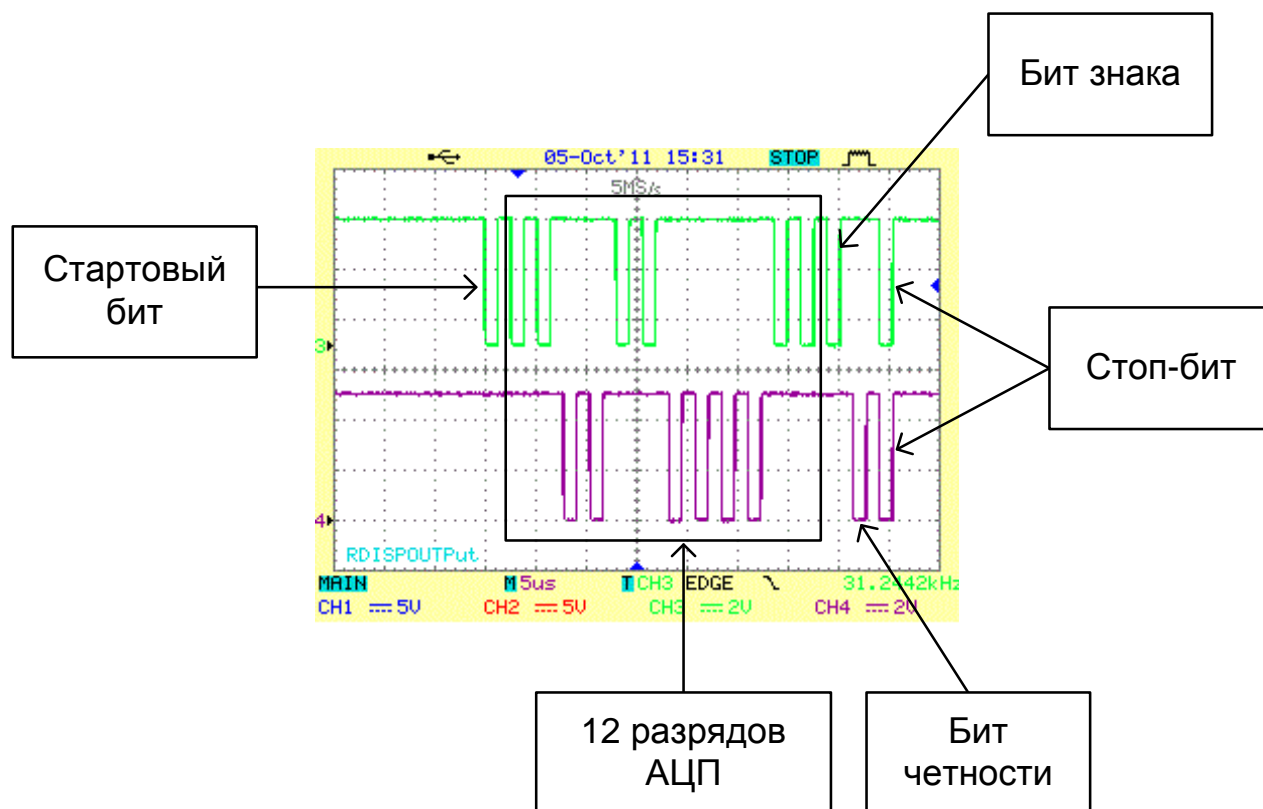 Бит знака
05-Oct'11 15:31 STOP
5MS/s
Стартовый
бит
Стоп-бит
3
4
RDISPOUTPut
MAIN M 5us T CH3 EDGE 31.2442kHz
CH1 5V CH2 5V CH3 2V CH4 2V
12 разрядов
АЦП
Бит
четности